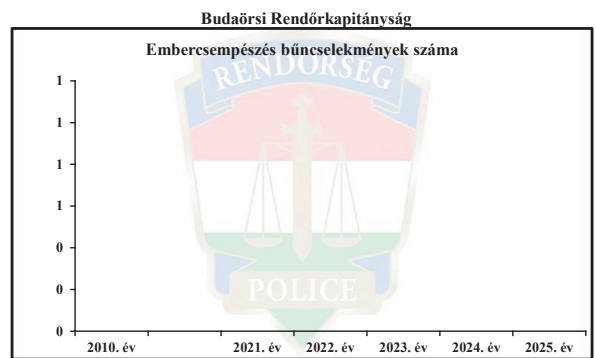 Budaörsi Rendőrkapitányság
Embercsempészés bűncselekmények száma
RENDŐRSÉG
1
1
1
1
0
0
0
POLICE
2010. év 2021. év 2022. év 2023. év 2024. év 2025. év